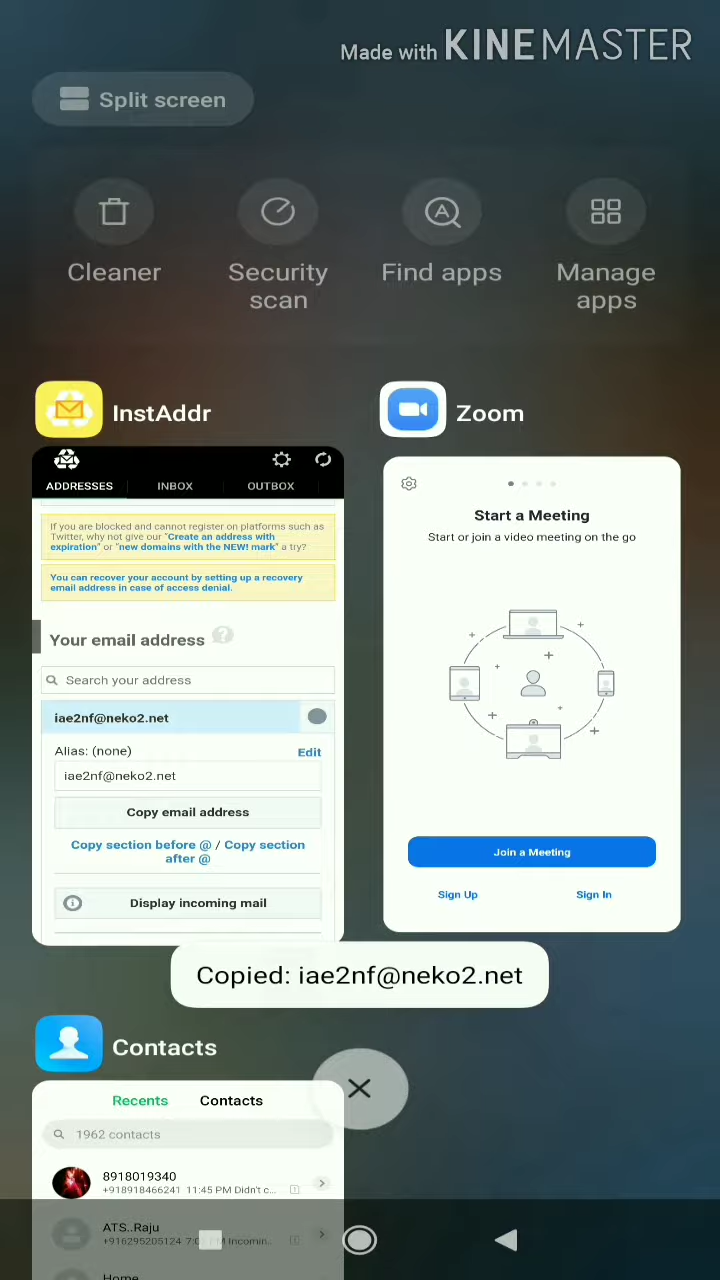 Made with KINEMASTER
Split screen
Cleaner
Security scan
Find apps
Manage apps
InstAddr
ADDRESSES INBOX OUTBOX
If you are blocked and cannot register on platforms such as
Twitter, why not give our "Create an address with
expiration" or "new domains with the NEW! mark" a try?
You can recover your account by setting up a recovery
email address in case of access denial.
Your email address ?
Search your address
iae2nf@neko2.net
Alias: (none) Edit
iae2nf@neko2.net
Copy email address
Copy section before @ / Copy section
after @
Display incoming mail
Zoom
Start a Meeting
Start or join a video meeting on the go
Join a Meeting
Sign Up Sign In
Copied: iae2nf@neko2.net
Contacts
Recents Contacts
1962 contacts
8918019340
+918918466241 11:45 PM Didn't c...
ATS..Raju
+916295205124 7:0 PM Incomin..
Home